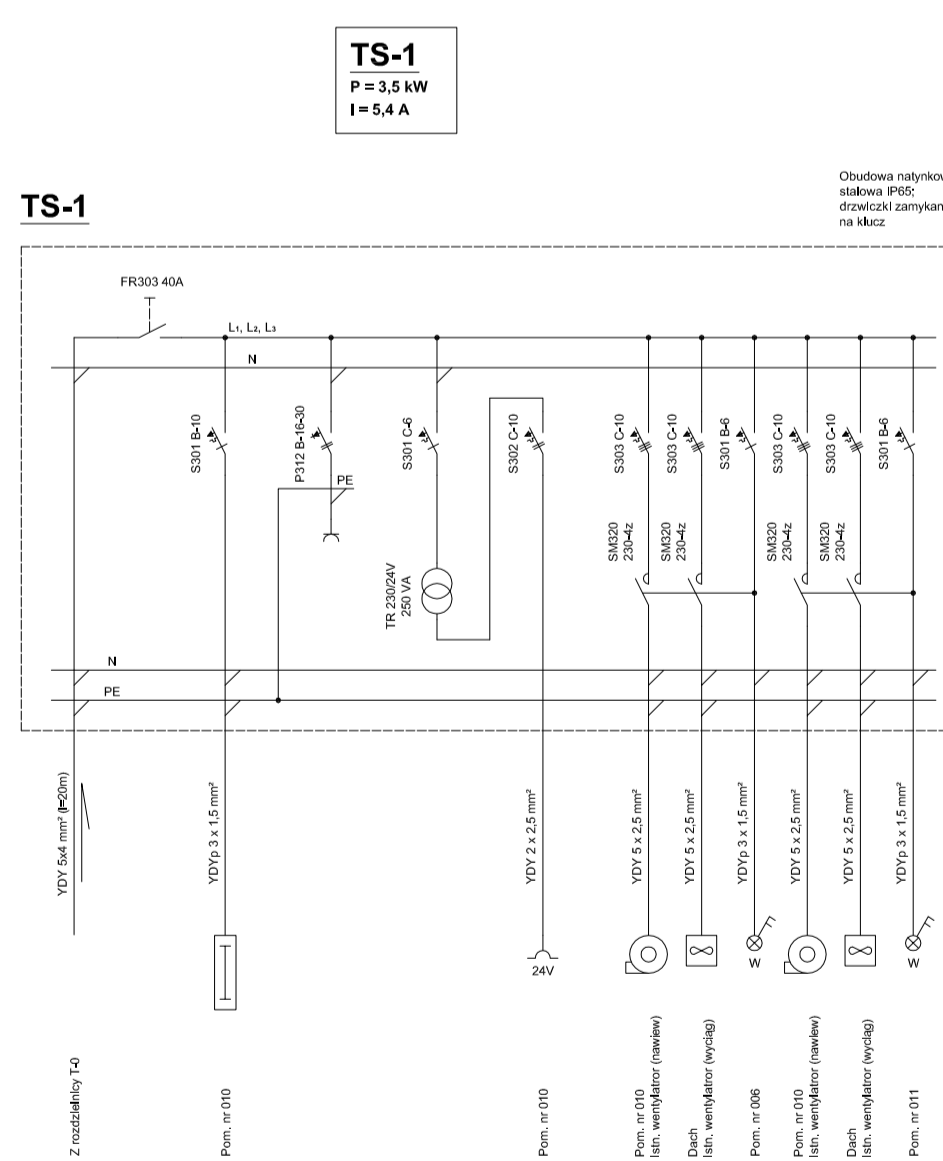 TS-1
P = 3,5 kW
I = 5,4 A
TS-1
Obudowa natynkow
stalowa IP65;
drzwiczki zamykan
na klucz
FR303 40A
L₁, L₂, L₃
N
S301 B-10
P312 B-16-30
PE
S301 C-6
S302 C-10
S303 C-10
S303 C-10
S301 B-6
S303 C-10
S303 C-10
S301 B-6
TR 230/24V
250 VA
SM320
230-4z
SM320
230-4z
SM320
230-4z
SM320
230-4z
N
PE
YDY 5x4 mm² (l=20m)
YDYp 3 x 1,5 mm²
YDY 2 x 2,5 mm²
YDY 5 x 2,5 mm²
YDY 5 x 2,5 mm²
YDYp 3 x 1,5 mm²
YDY 5 x 2,5 mm²
YDY 5 x 2,5 mm²
YDYp 3 x 1,5 mm²
24V
W
W
Z rozdzielnicy T-0
Pom. nr 010
Pom. nr 010
Pom. nr 010
Istn. wentylatror (nawiew)
Dach
Istn. wentylatror (wyciąg)
Pom. nr 006
Pom. nr 010
Istn. wentylatror (nawiew)
Dach
Istn. wentylatror (wyciąg)
Pom. nr 011